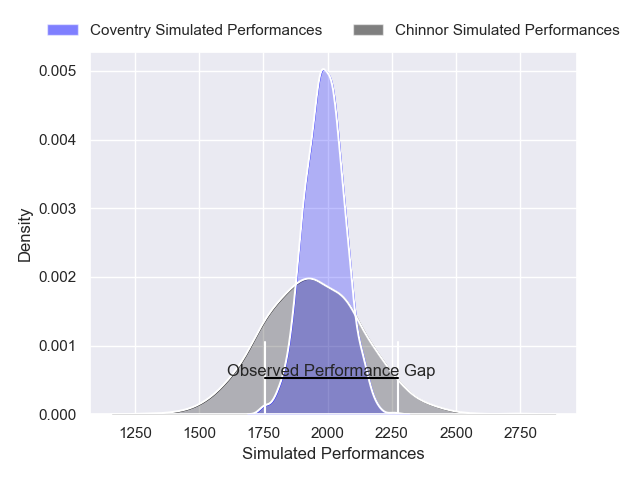 Coventry Simulated Performances
Chinnor Simulated Performances
0.005
0.004
0.003
0.002
0.001
0.000
Density
Observed Performance Gap
1250 1500 1750 2000 2250 2500 2750
Simulated Performances